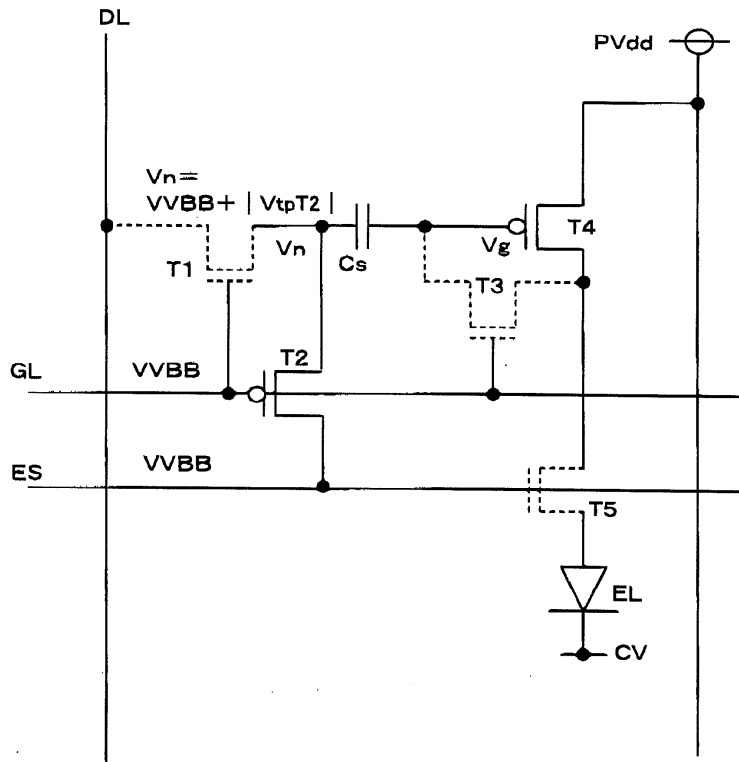 DL
PVdd
Vn=
VVBB+|VtpT2|
Vn
Cs
Vg
T4
T1
T3
T2
GL
VVBB
ES
VVBB
T5
EL
CV